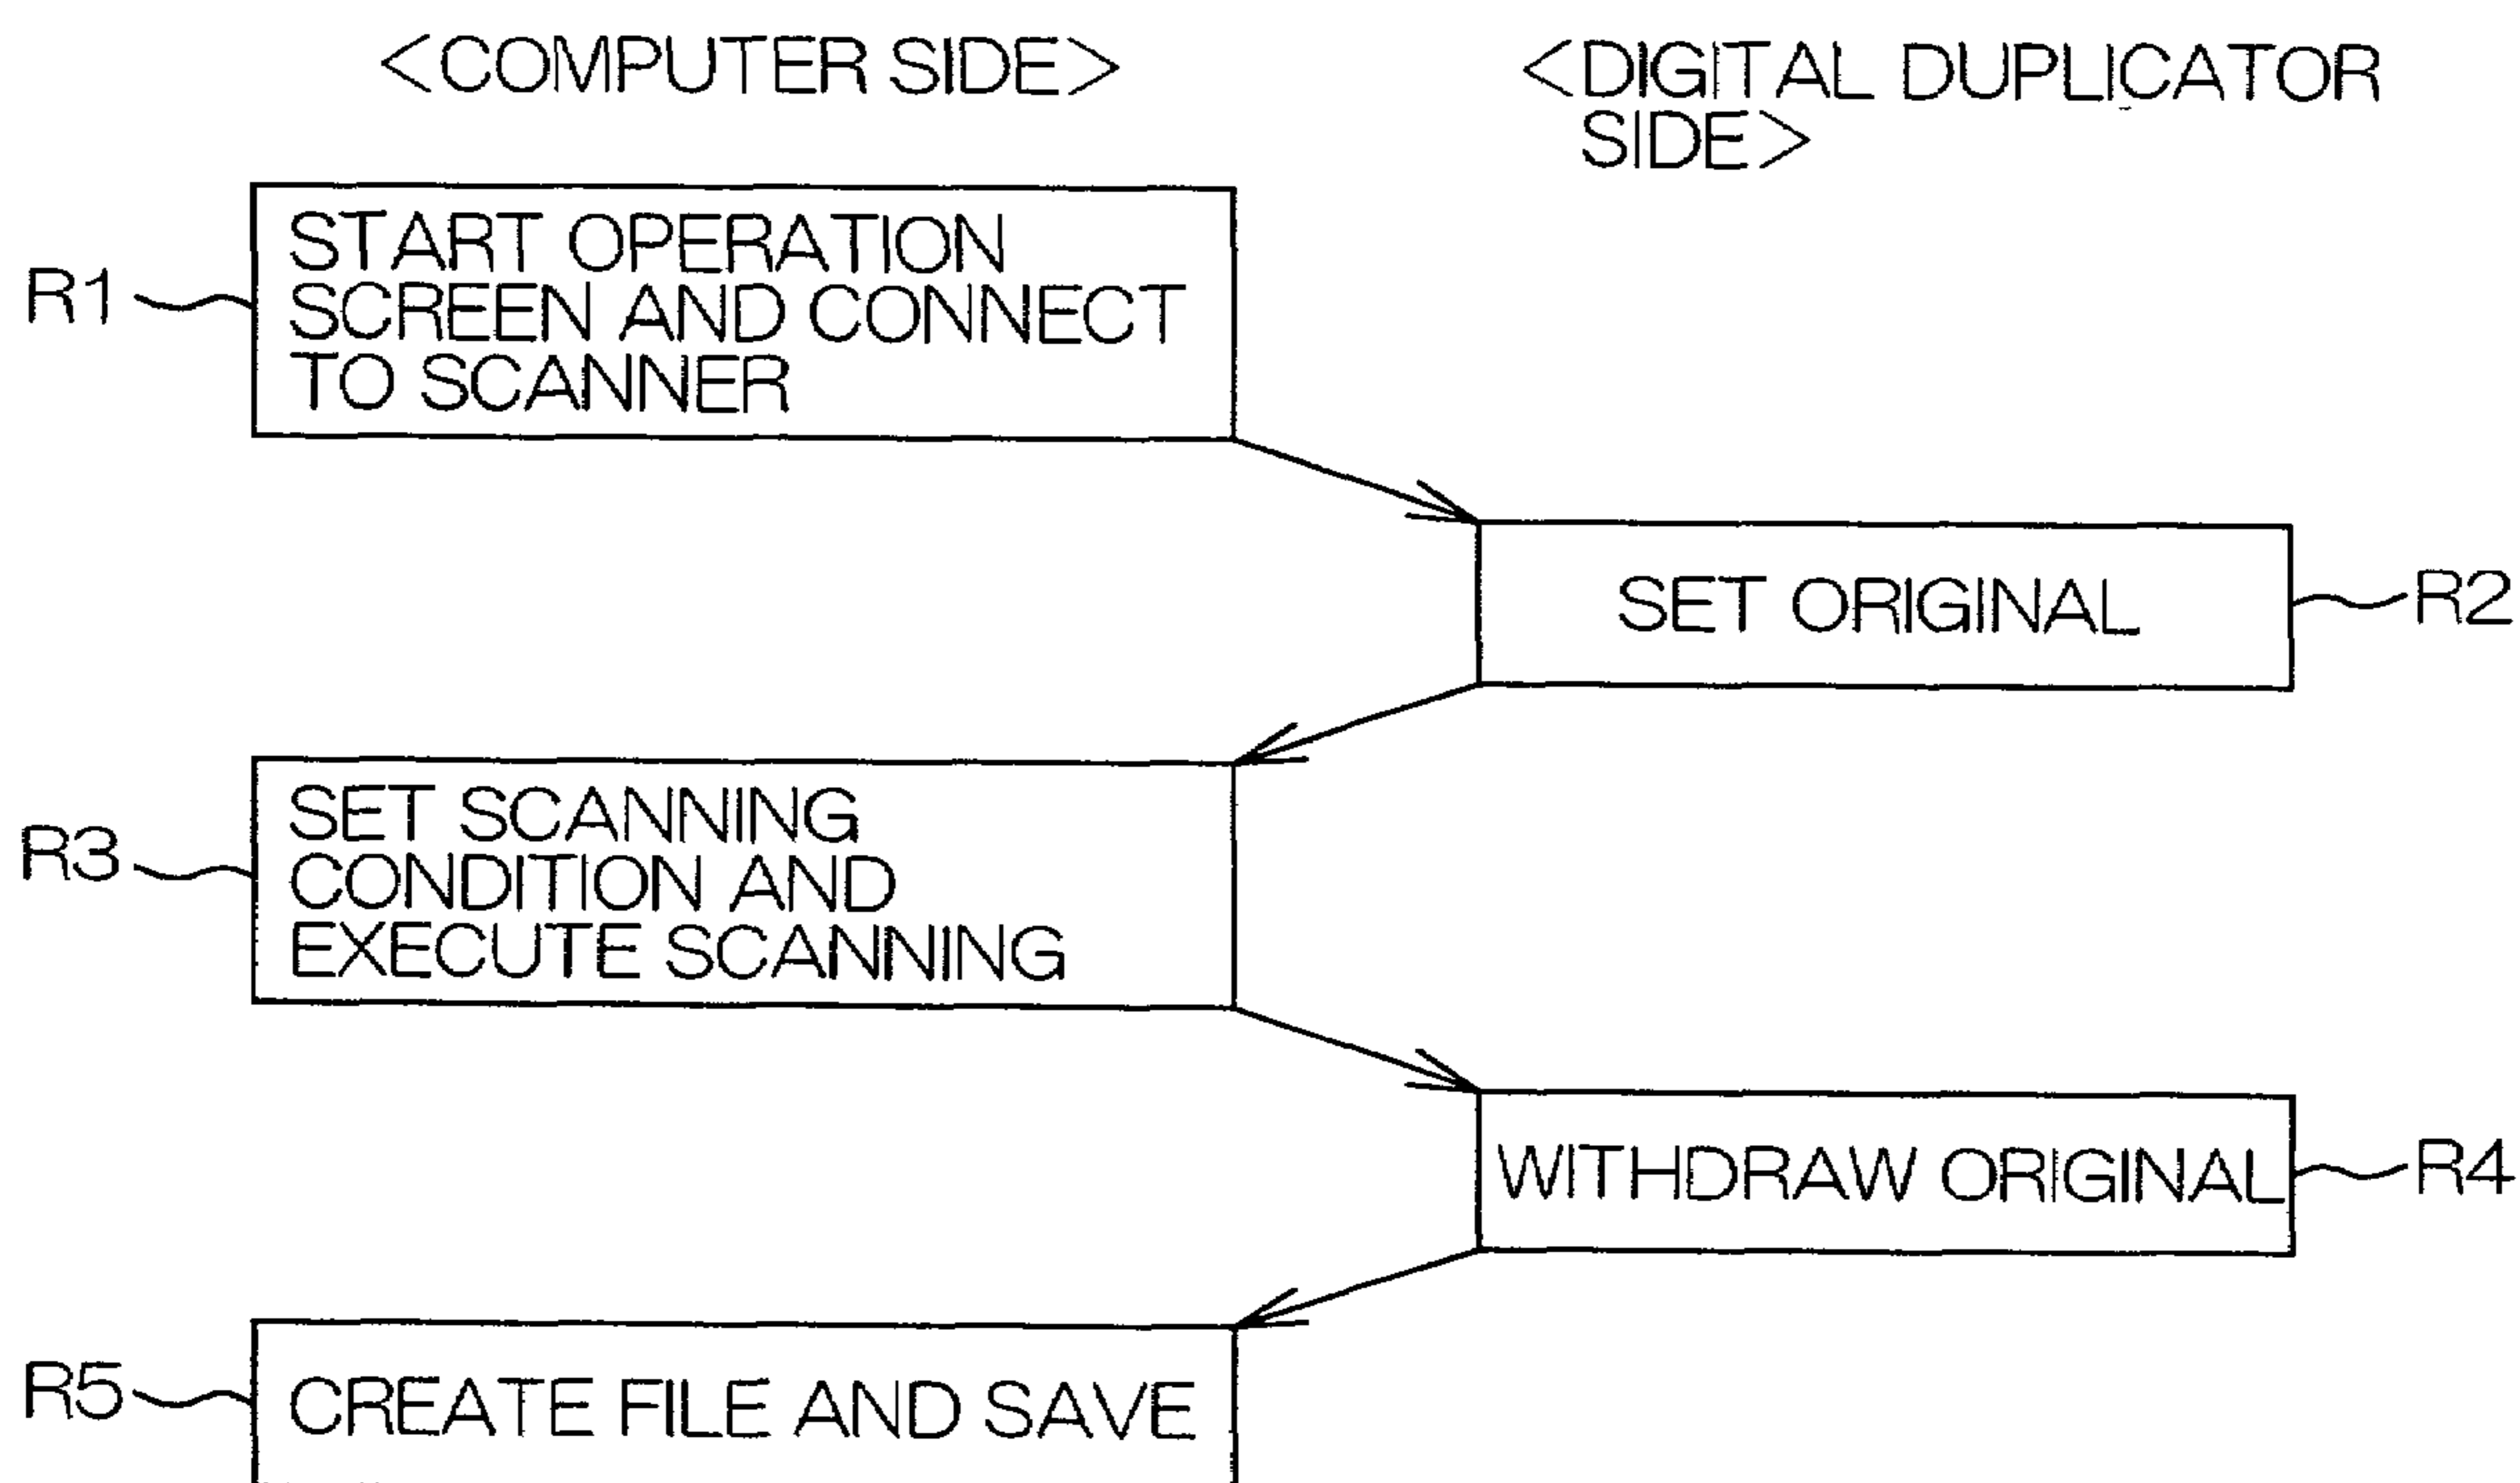 <COMPUTER SIDE>
<DIGITAL DUPLICATOR
SIDE>
R1
START OPERATION
SCREEN AND CONNECT
TO SCANNER
SET ORIGINAL
R2
R3
SET SCANNING
CONDITION AND
EXECUTE SCANNING
WITHDRAW ORIGINAL
R4
R5
CREATE FILE AND SAVE